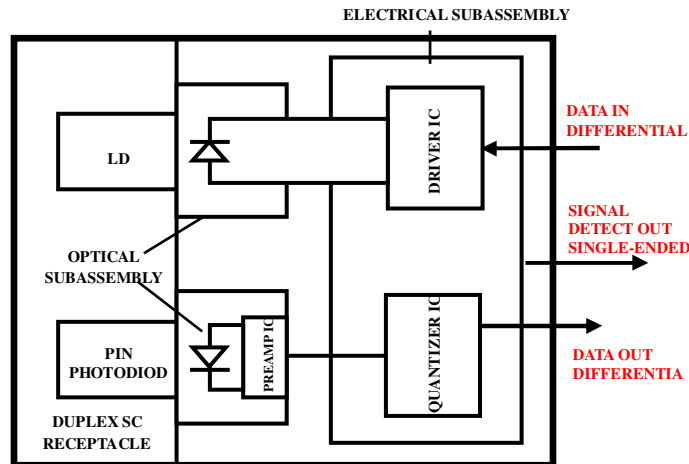 ELECTRICAL SUBASSEMBLY
DATA IN
DIFFERENTIAL
DRIVER IC
LD
SIGNAL
DETECT OUT
SINGLE-ENDED
OPTICAL
SUBASSEMBLY
PREAMP IC
QUANTIZER IC
PIN
PHOTODIOD
DATA OUT
DIFFERENTIA
DUPLEX SC
RECEPTACLE